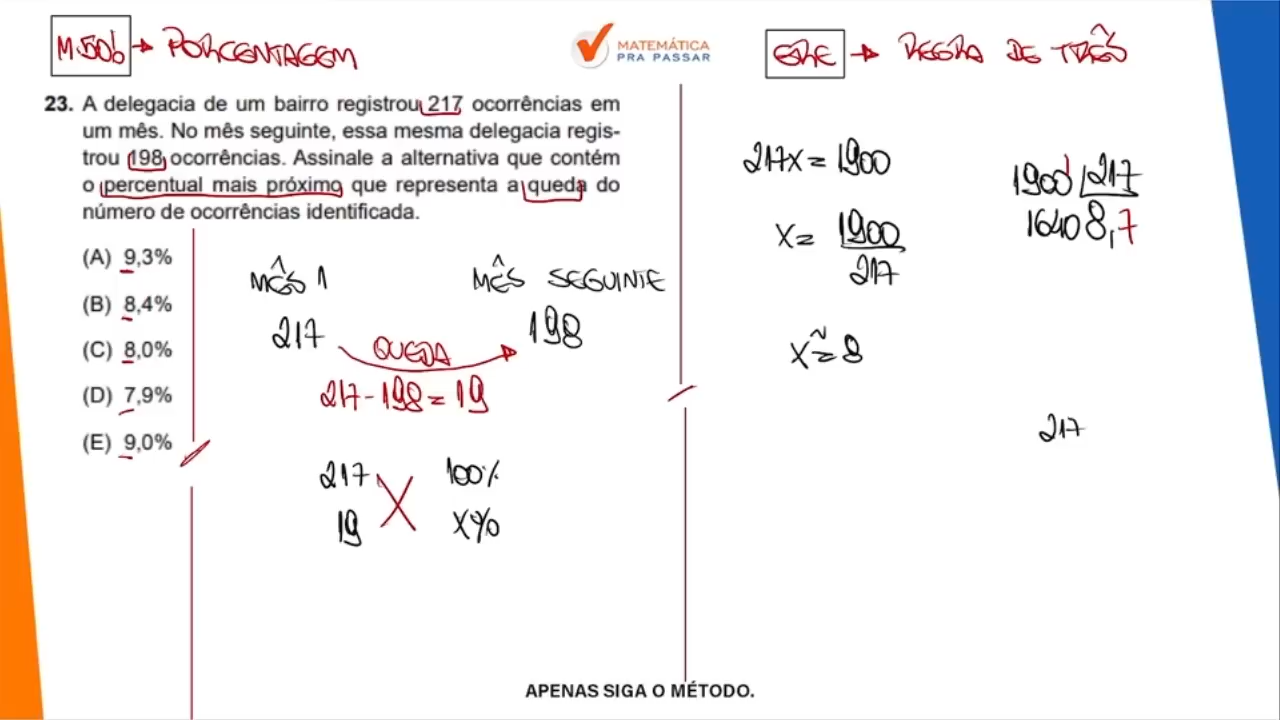 M.50b → PORCENTAGEM
MATEMÁTICA
PRA PASSAR
→ REGRA DE TRÊS
23. A delegacia de um bairro registrou 217 ocorrências em
um mês. No mês seguinte, essa mesma delegacia regis-
trou 198 ocorrências. Assinale a alternativa que contém
o percentual mais próximo que representa a queda do
número de ocorrências identificada.
(A) 9,3%
(B) 8,4%
(C) 8,0%
(D) 7,9%
(E) 9,0%
MÊS 1
MÊS SEGUINTE
217
198
QUEDA
217 - 198 = 19
217 100%
19 X%
217X = 1900
X = 1900
217
X ≅ 8
1900 217
1640 8,7
217
APENAS SIGA O MÉTODO.